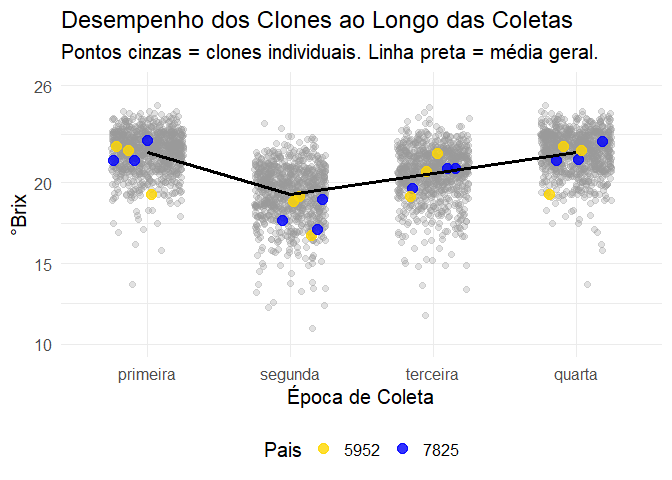 Desempenho dos Clones ao Longo das Coletas
Pontos cinzas = clones individuais. Linha preta = média geral.
26
20
15
10
°Brix
primeira segunda terceira quarta
Época de Coleta
Pais 5952 7825